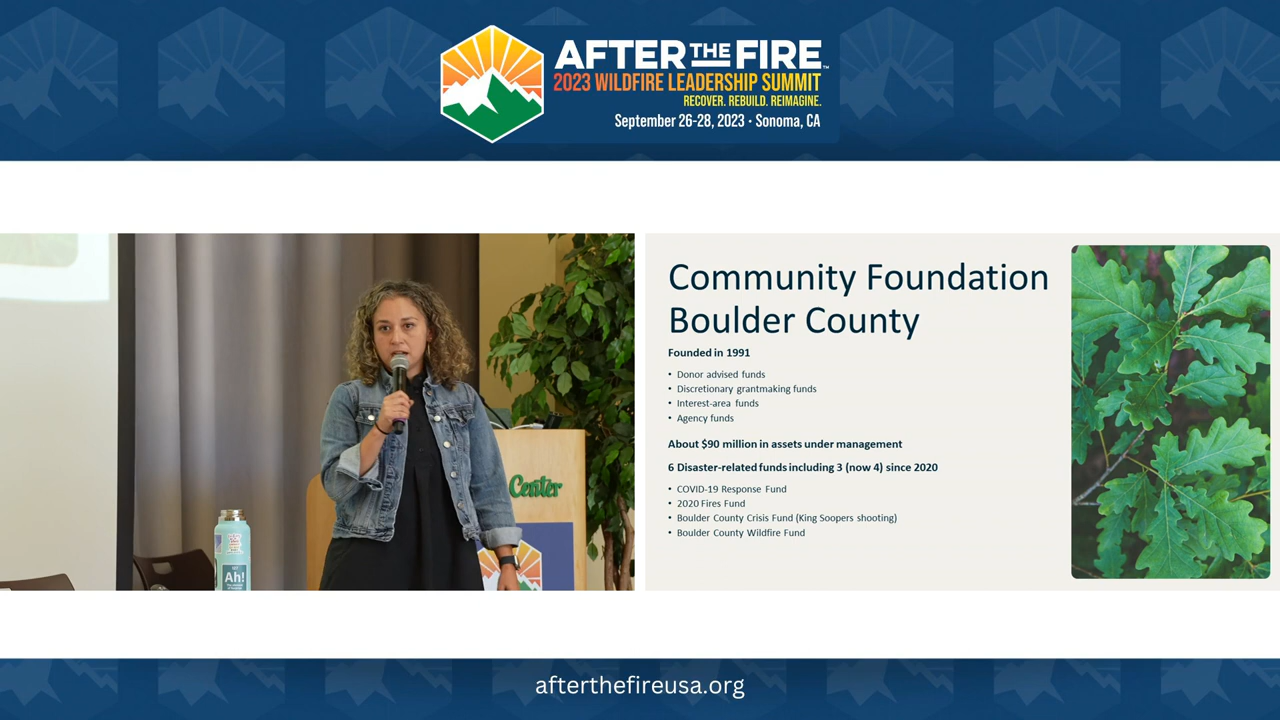 AFTER THE FIRE™
2023 WILDFIRE LEADERSHIP SUMMIT
RECOVER. REBUILD. REIMAGINE.
September 26-28, 2023 • Sonoma, CA
Center
Ah!
Community Foundation
Boulder County
Founded in 1991
• Donor advised funds
• Discretionary grantmaking funds
• Interest-area funds
• Agency funds
About $90 million in assets under management
6 Disaster-related funds including 3 (now 4) since 2020
• COVID-19 Response Fund
• 2020 Fires Fund
• Boulder County Crisis Fund (King Soopers shooting)
• Boulder County Wildfire Fund
afterthefireusa.org